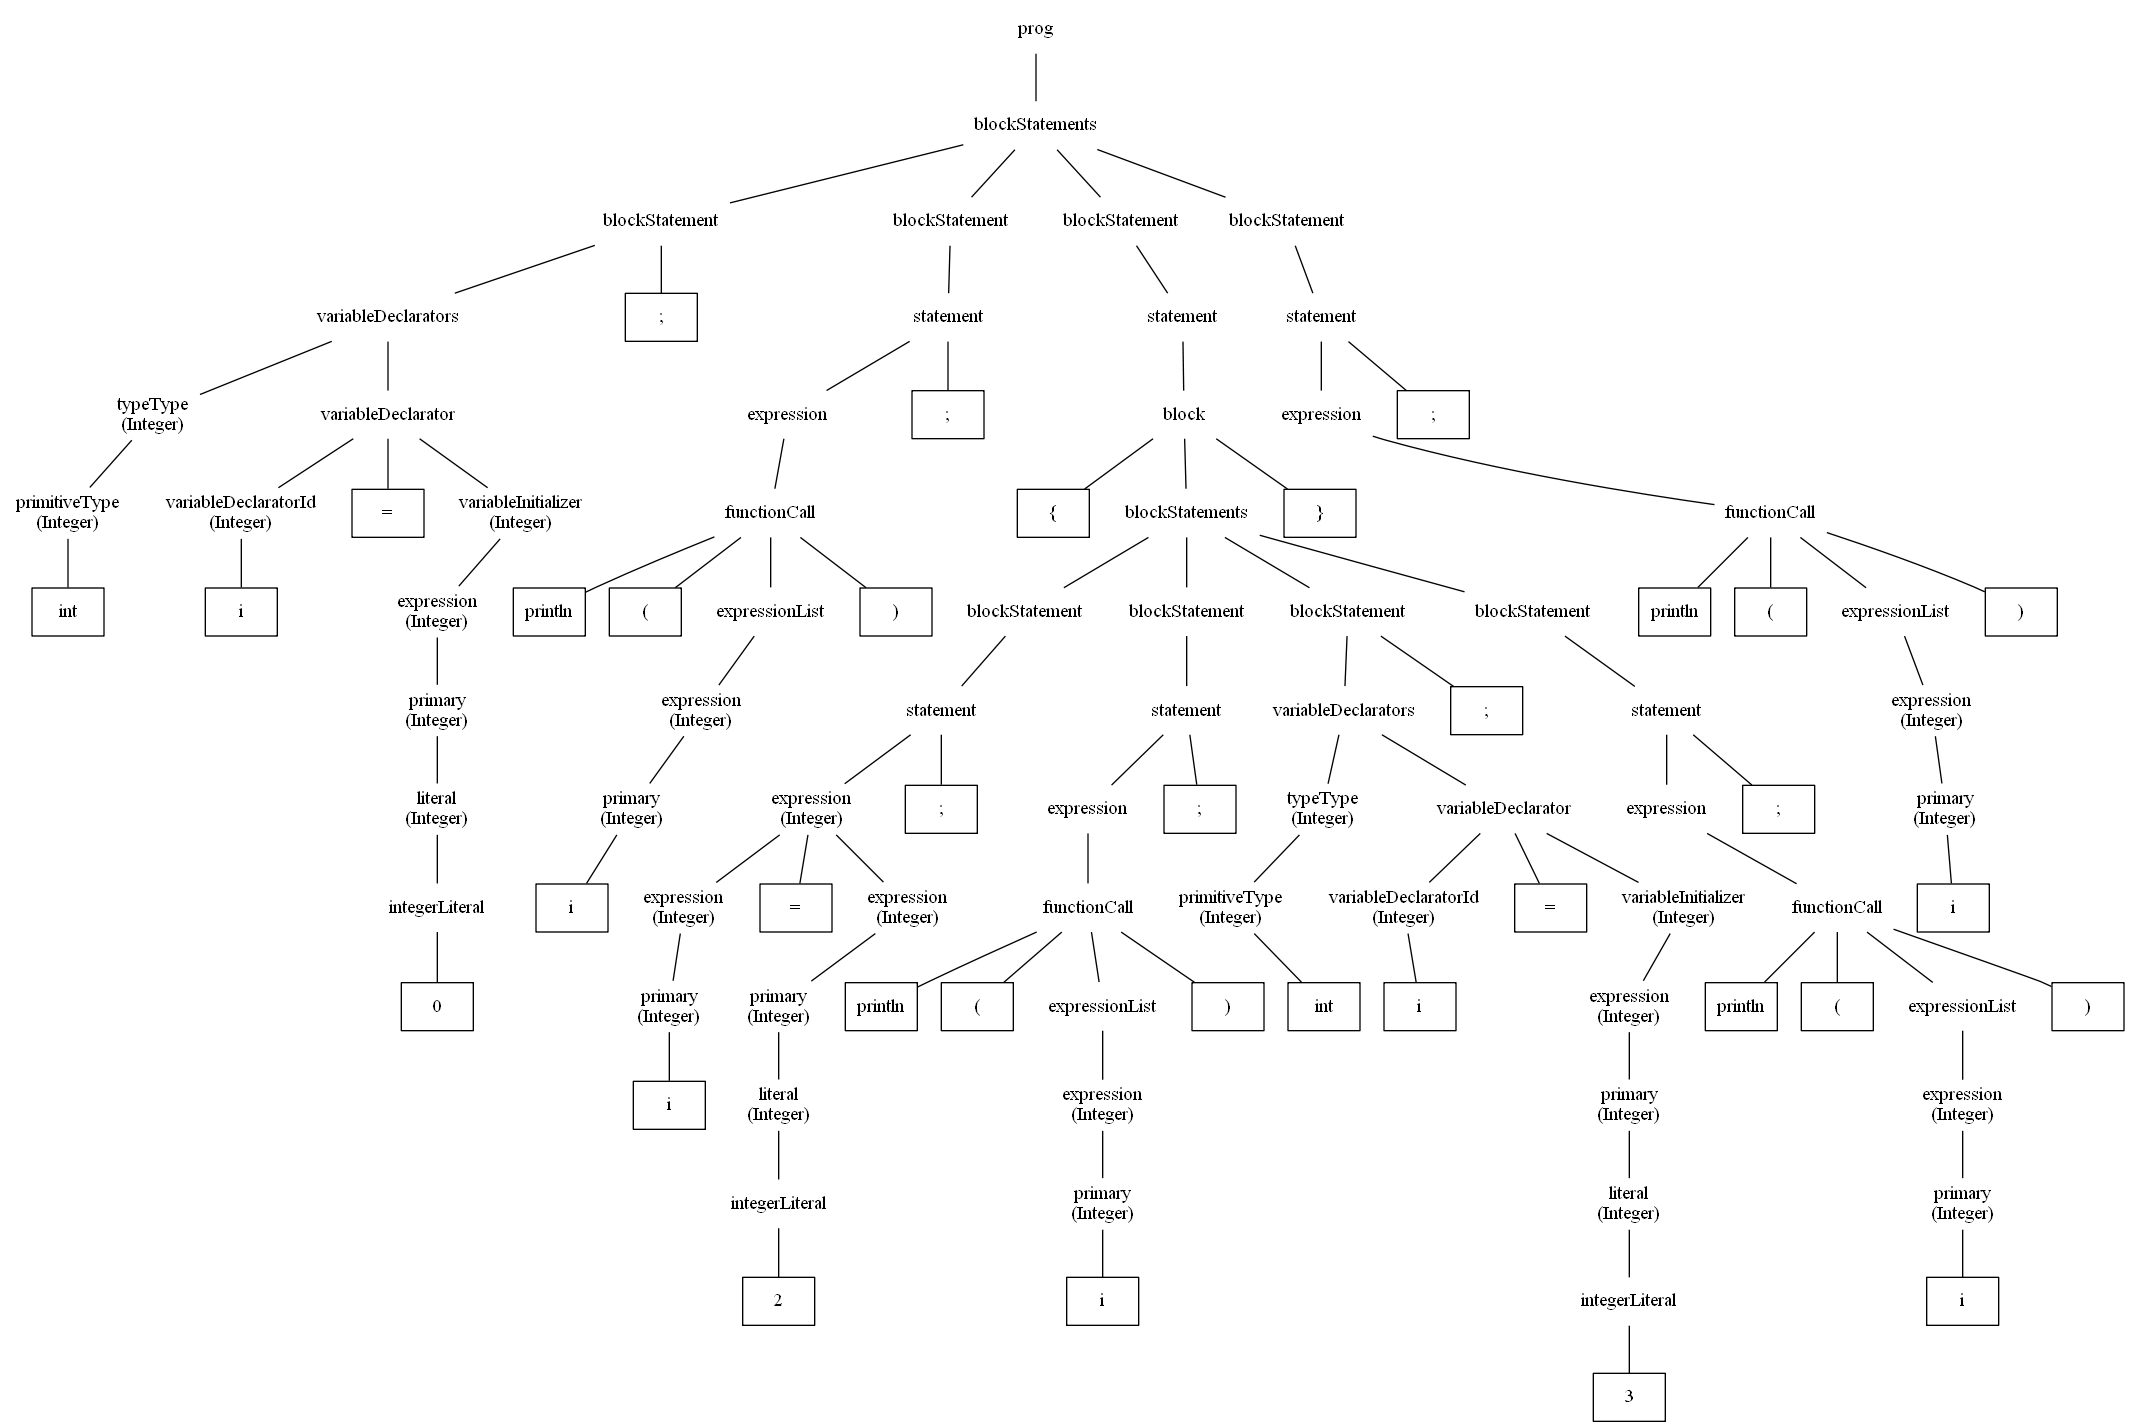 prog
blockStatements
blockStatement
blockStatement
blockStatement
blockStatement
variableDeclarators
;
statement
statement
statement
typeType
(Integer)
variableDeclarator
expression
;
block
expression
;
primitiveType
(Integer)
variableDeclaratorId
(Integer)
=
variableInitializer
(Integer)
functionCall
{
blockStatements
}
functionCall
int
i
expression
(Integer)
println
(
expressionList
)
blockStatement
blockStatement
blockStatement
blockStatement
println
(
expressionList
)
primary
(Integer)
expression
(Integer)
statement
statement
variableDeclarators
;
statement
expression
(Integer)
literal
(Integer)
primary
(Integer)
expression
(Integer)
;
expression
;
typeType
(Integer)
variableDeclarator
expression
;
primary
(Integer)
integerLiteral
i
expression
(Integer)
=
expression
(Integer)
functionCall
primitiveType
(Integer)
variableDeclaratorId
(Integer)
=
variableInitializer
(Integer)
functionCall
i
0
primary
(Integer)
primary
(Integer)
println
(
expressionList
)
int
i
expression
(Integer)
println
(
expressionList
)
i
literal
(Integer)
expression
(Integer)
primary
(Integer)
expression
(Integer)
integerLiteral
primary
(Integer)
literal
(Integer)
primary
(Integer)
2
i
integerLiteral
i
3